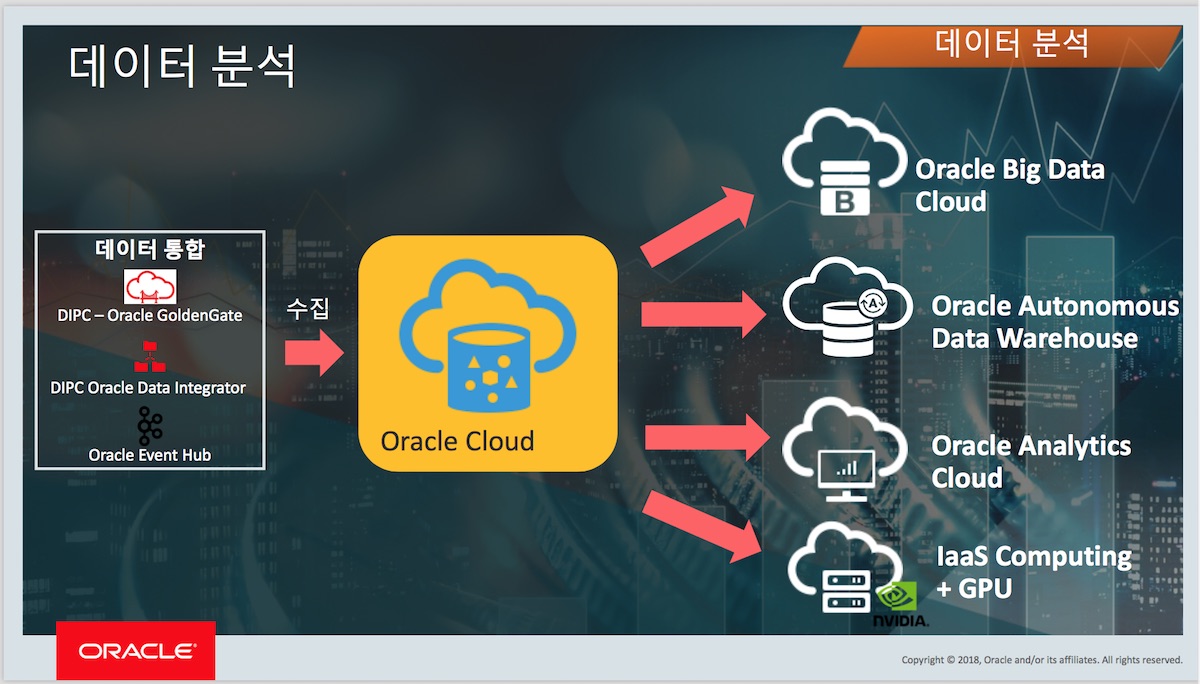 데이터 분석
데이터 분석
데이터 통합
DIPC – Oracle GoldenGate
DIPC Oracle Data Integrator
Oracle Event Hub
수집
Oracle Cloud
B
Oracle Big Data
Cloud
A
Oracle Autonomous
Data Warehouse
Oracle Analytics
Cloud
IaaS Computing
+ GPU
NVIDIA.
ORACLE®
Copyright © 2018, Oracle and/or its affiliates. All rights reserved.